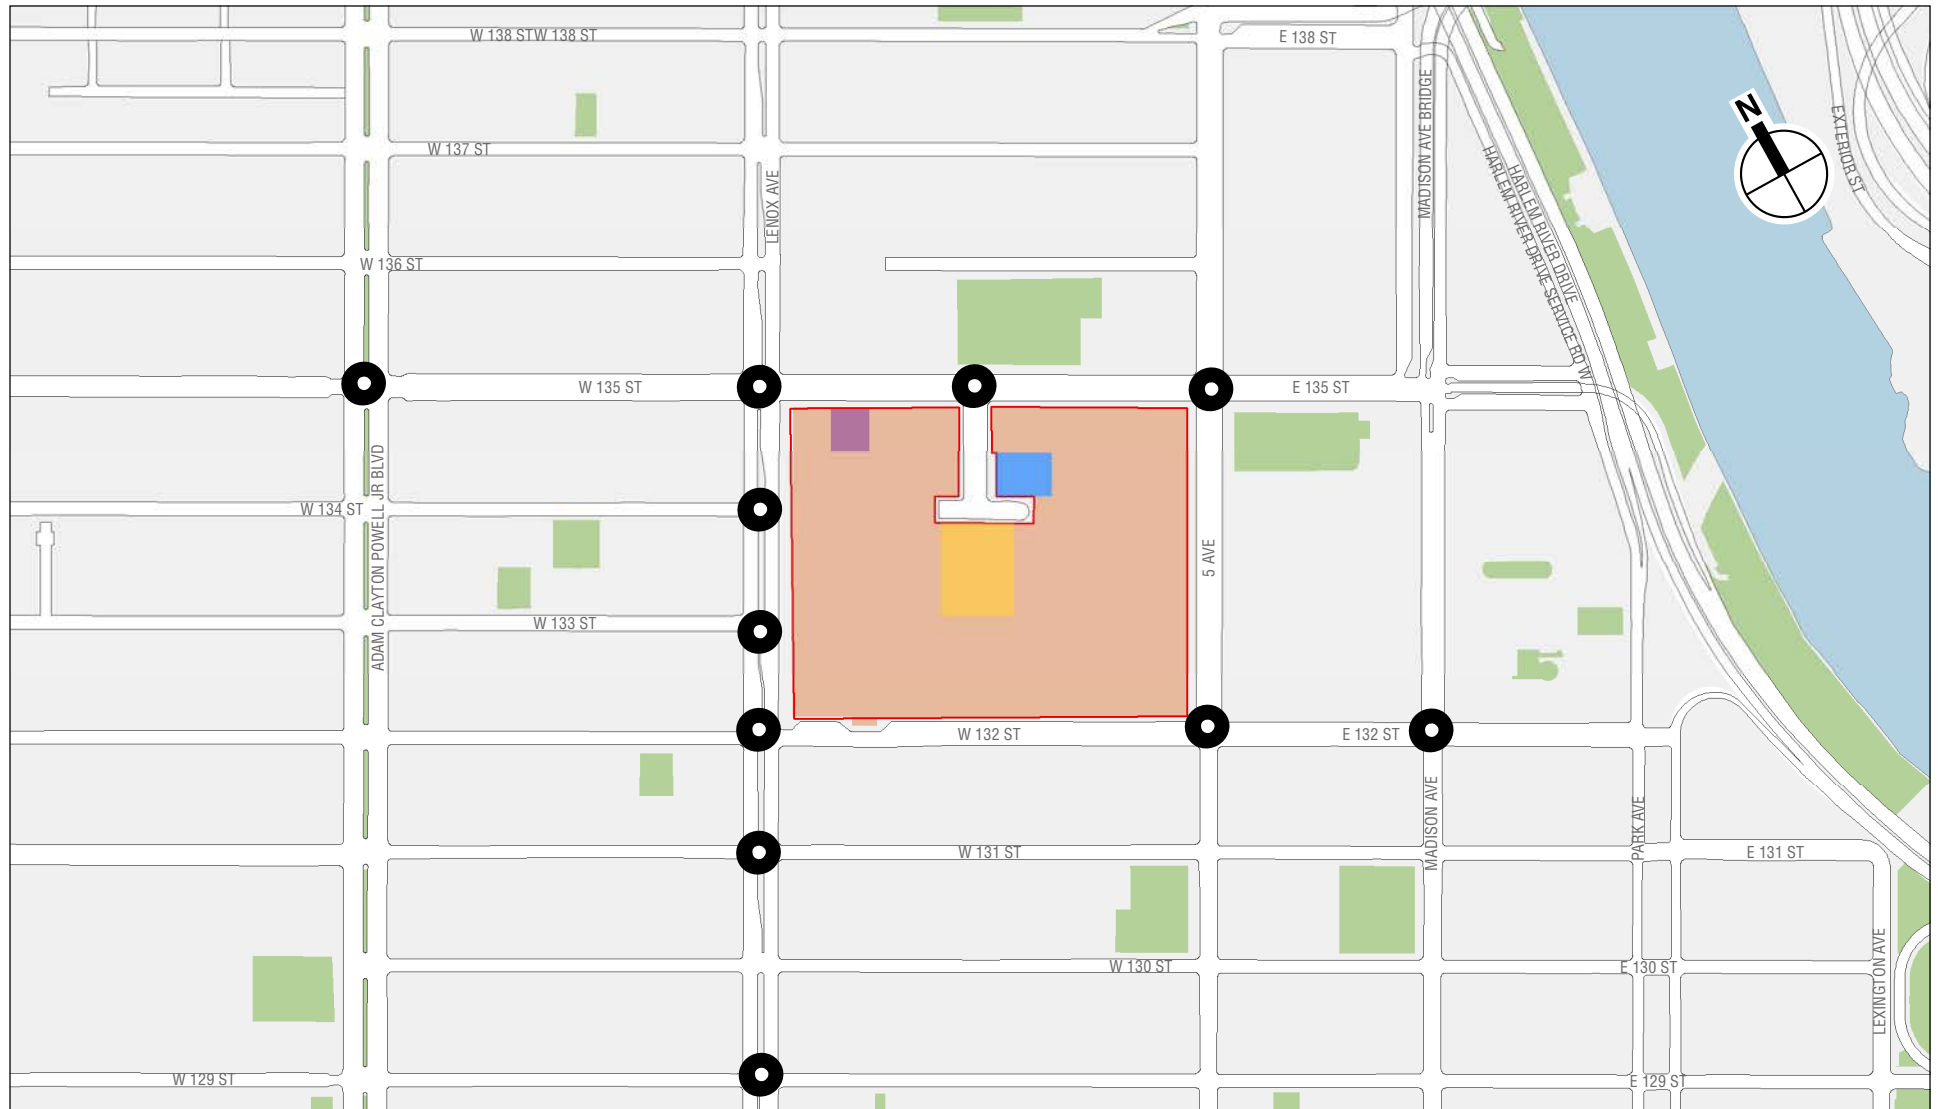 W 138 STW 138 ST
E 138 ST
N
EXTERIOR ST
W 137 ST
LENOX AVE
MADISON AVE BRIDGE
HARLEM RIVER DRIVE
HARLEM RIVER DRIVE SERVICE RD W
W 136 ST
W 135 ST
E 135 ST
ADAM CLAYTON POWELL JR BLVD
W 134 ST
5 AVE
W 133 ST
W 132 ST
E 132 ST
MADISON AVE
PARK AVE
W 131 ST
E 131 ST
LEXINGTON AVE
W 130 ST
E 130 ST
W 129 ST
E 129 ST